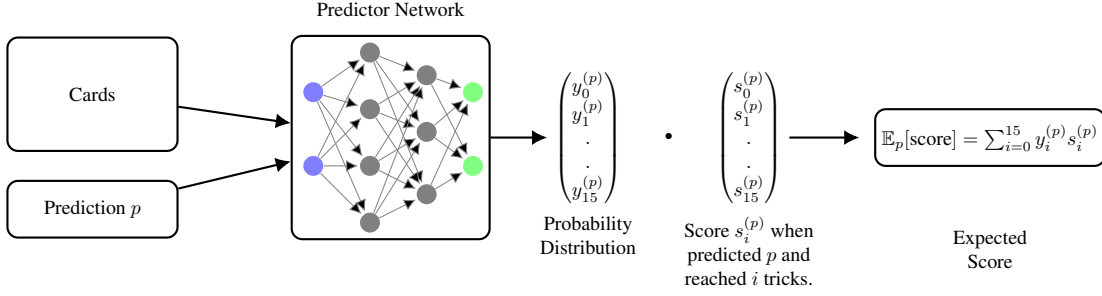 Predictor Network
Cards
Prediction p
y_0^{(p)}
y_1^{(p)}
.
.
y_{15}^{(p)}
·
s_0^{(p)}
s_1^{(p)}
.
.
.
s_{15}^{(p)}
𝔼_p[score] = ∑_{i=0}^{15} y_i^{(p)} s_i^{(p)}
Probability
Distribution
Score s_i^{(p)} when
predicted p and
reached i tricks.
Expected
Score